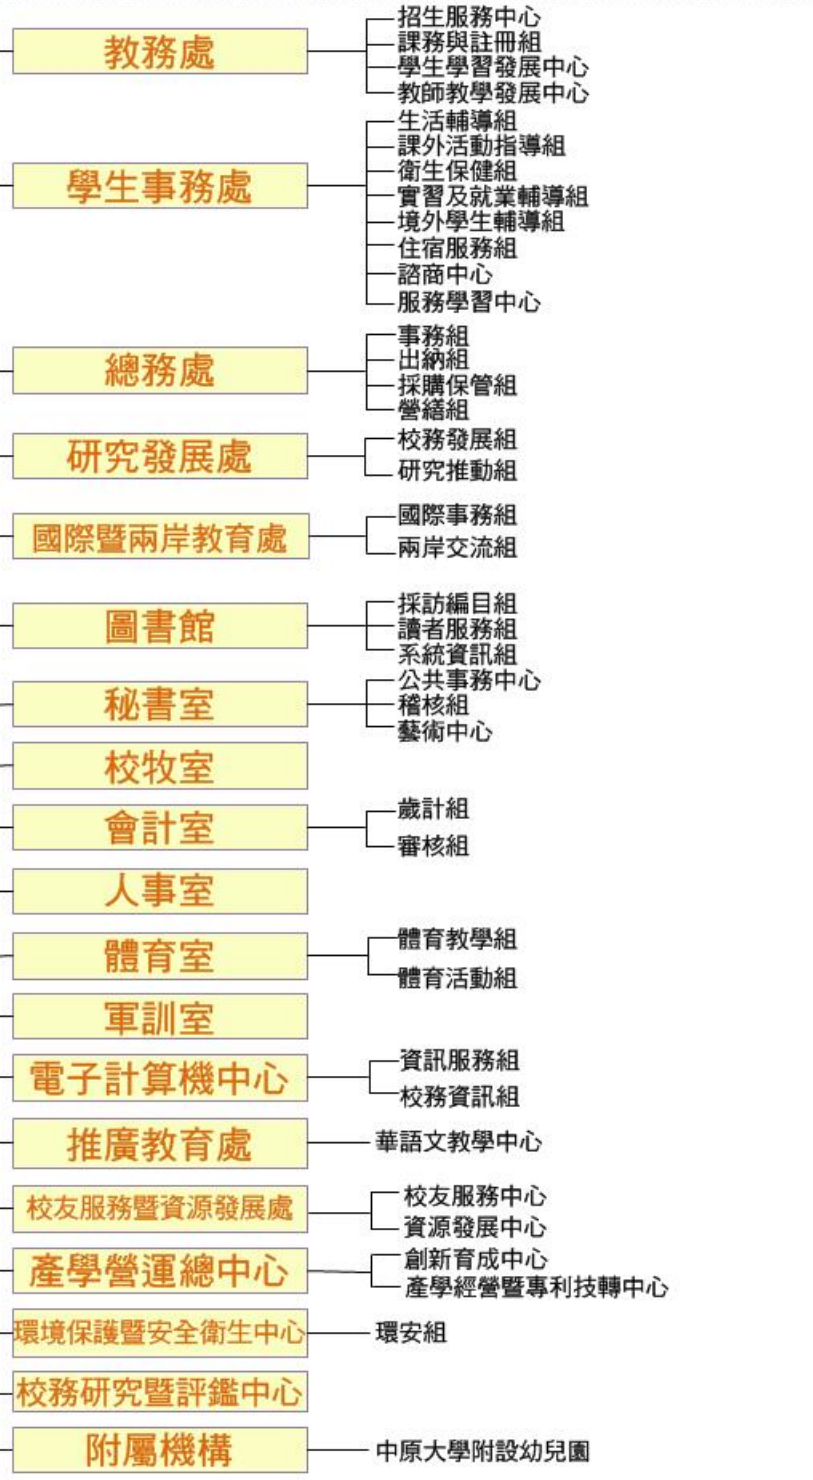 教務處
招生服務中心
課務與註冊組
學生學習發展中心
教師教學發展中心
學生事務處
生活輔導組
課外活動指導組
衛生保健組
實習及就業輔導組
境外學生輔導組
住宿服務組
諮商中心
服務學習中心
總務處
事務組
出納組
採購保管組
營繕組
研究發展處
校務發展組
研究推動組
國際暨兩岸教育處
國際事務組
兩岸交流組
圖書館
採訪編目組
讀者服務組
系統資訊組
秘書室
公共事務中心
稽核組
藝術中心
校牧室
會計室
歲計組
審核組
人事室
體育室
體育教學組
體育活動組
軍訓室
電子計算機中心
資訊服務組
校務資訊組
推廣教育處
華語文教學中心
校友服務暨資源發展處
校友服務中心
資源發展中心
產學營運總中心
創新育成中心
產學經營暨專利技轉中心
環境保護暨安全衛生中心
環安組
校務研究暨評鑑中心
附屬機構
中原大學附設幼兒園